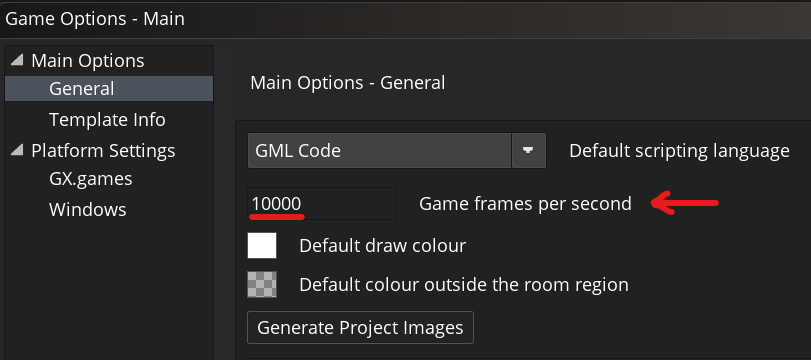 Game Options - Main
Main Options
General
Template Info
Platform Settings
GX.games
Windows
Main Options - General
GML Code
Default scripting language
10000
Game frames per second
Default draw colour
Default colour outside the room region
Generate Project Images